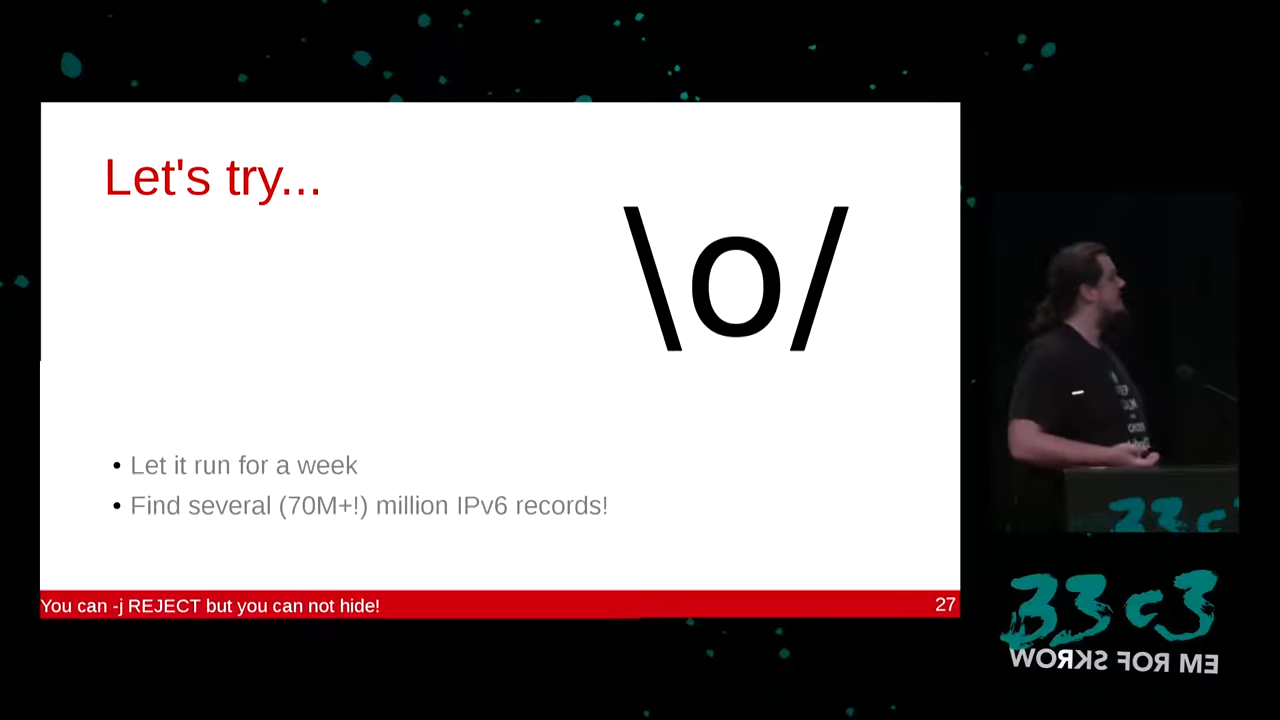 Let's try...
\o/
• Let it run for a week
• Find several (70M+!) million IPv6 records!
You can -j REJECT but you can not hide!
27
33c3
33c3
WORKS FOR ME